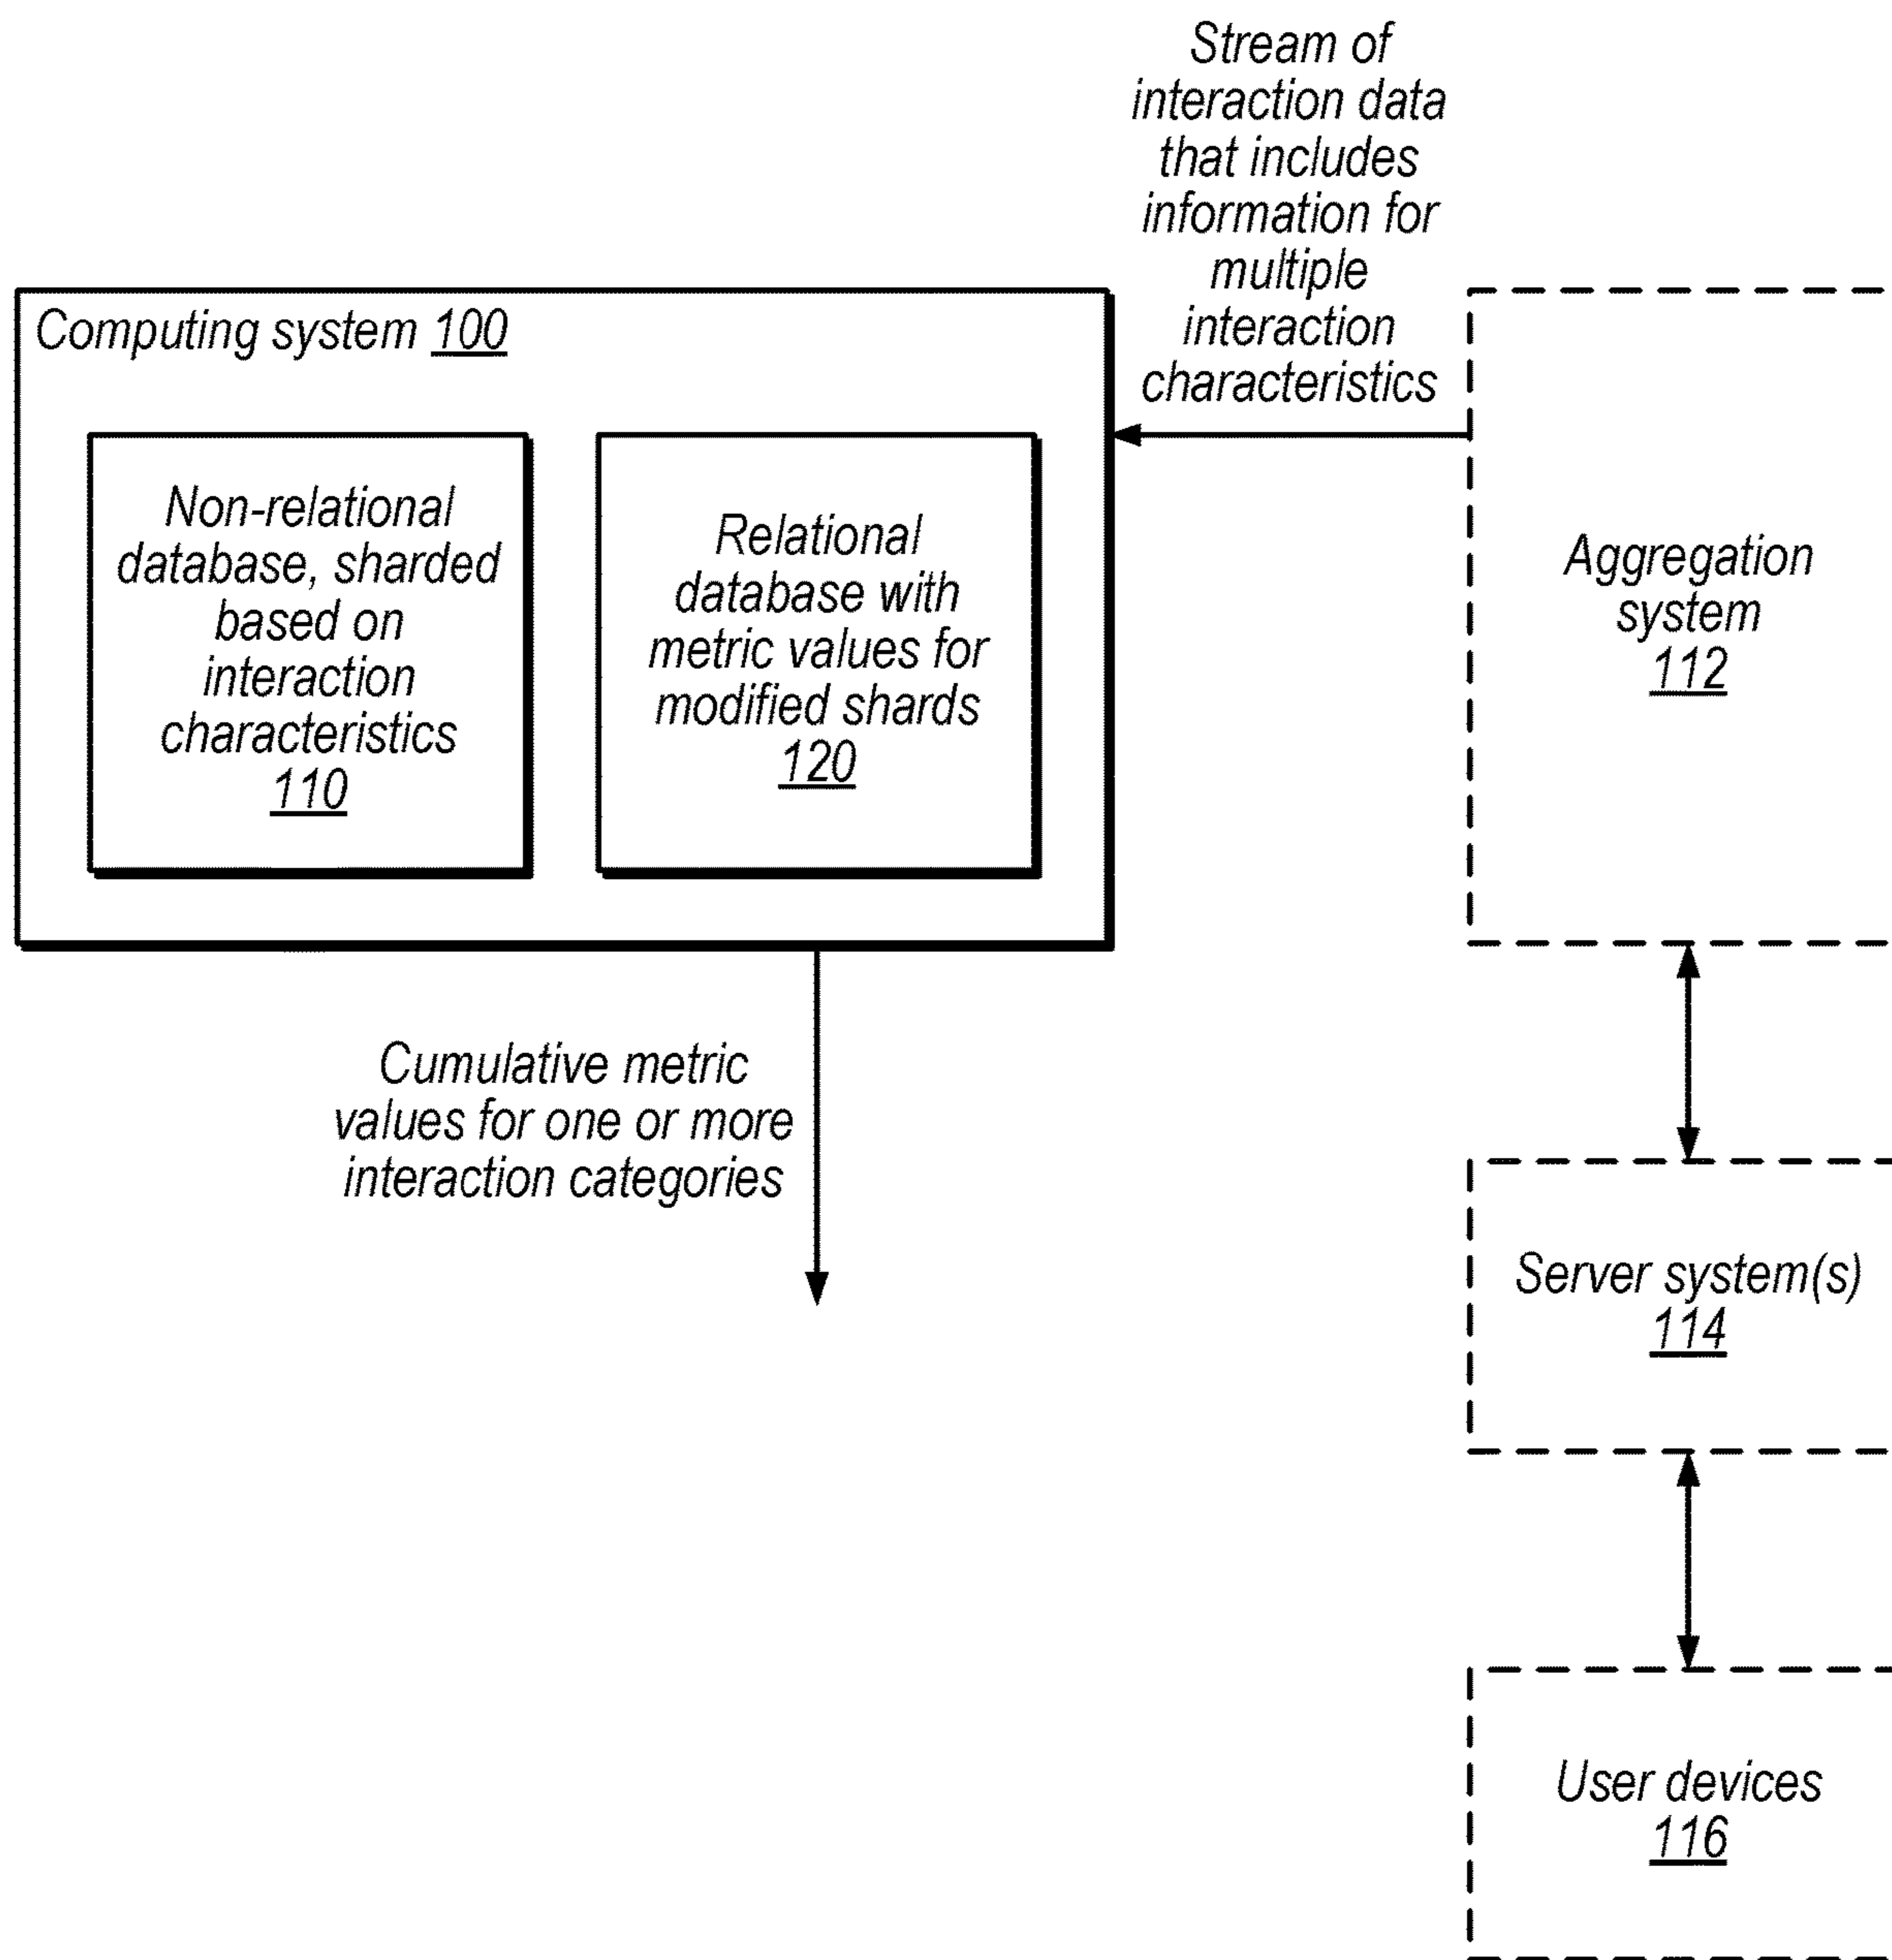 Stream of
interaction data
that includes
information for
multiple
interaction
characteristics
Computing system 100
Non-relational
database, sharded
based on
interaction
characteristics
110
Relational
database with
metric values for
modified shards
120
Aggregation
system
112
Cumulative metric
values for one or more
interaction categories
Server system(s)
114
User devices
116